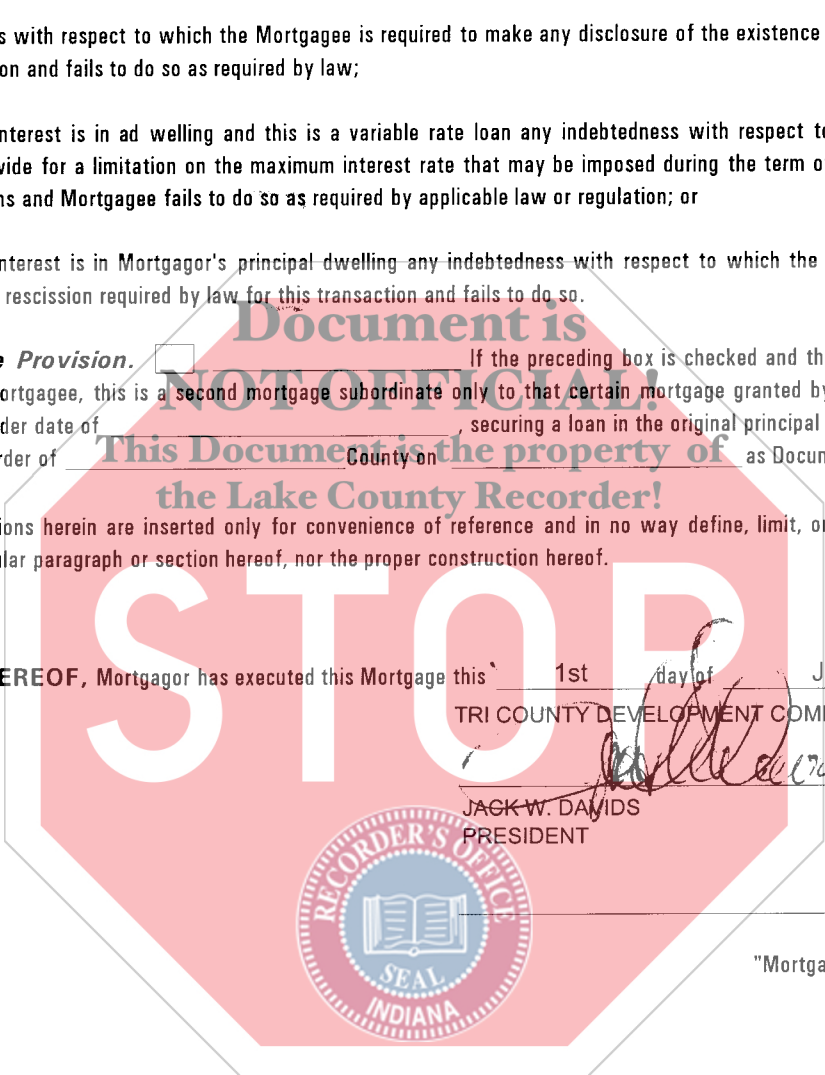 s with respect to which the Mortgagee is required to make any disclosure of the existence
on and fails to do so as required by law;
nterest is in ad welling and this is a variable rate loan any indebtedness with respect to
vide for a limitation on the maximum interest rate that may be imposed during the term o
ns and Mortgagee fails to do so as required by applicable law or regulation; or
nterest is in Mortgagor's principal dwelling any indebtedness with respect to which the
rescission required by law for this transaction and fails to do so.
Document is
e Provision. If the preceding box is checked and th
NOT OFFICIAL!
ortgagee, this is a second mortgage subordinate only to that certain mortgage granted by
der date of , securing a loan in the original principal
This Document is the property of
rder of County on as Docum
the Lake County Recorder!
ions herein are inserted only for convenience of reference and in no way define, limit, or
lar paragraph or section hereof, nor the proper construction hereof.
STOP
EREOF, Mortgagor has executed this Mortgage this 1st day of J
TRI COUNTY DEVELOPMENT COM
JACK W. DAVIDS
PRESIDENT
RECORDER'S OFFICE
SEAL
INDIANA
"Mortga